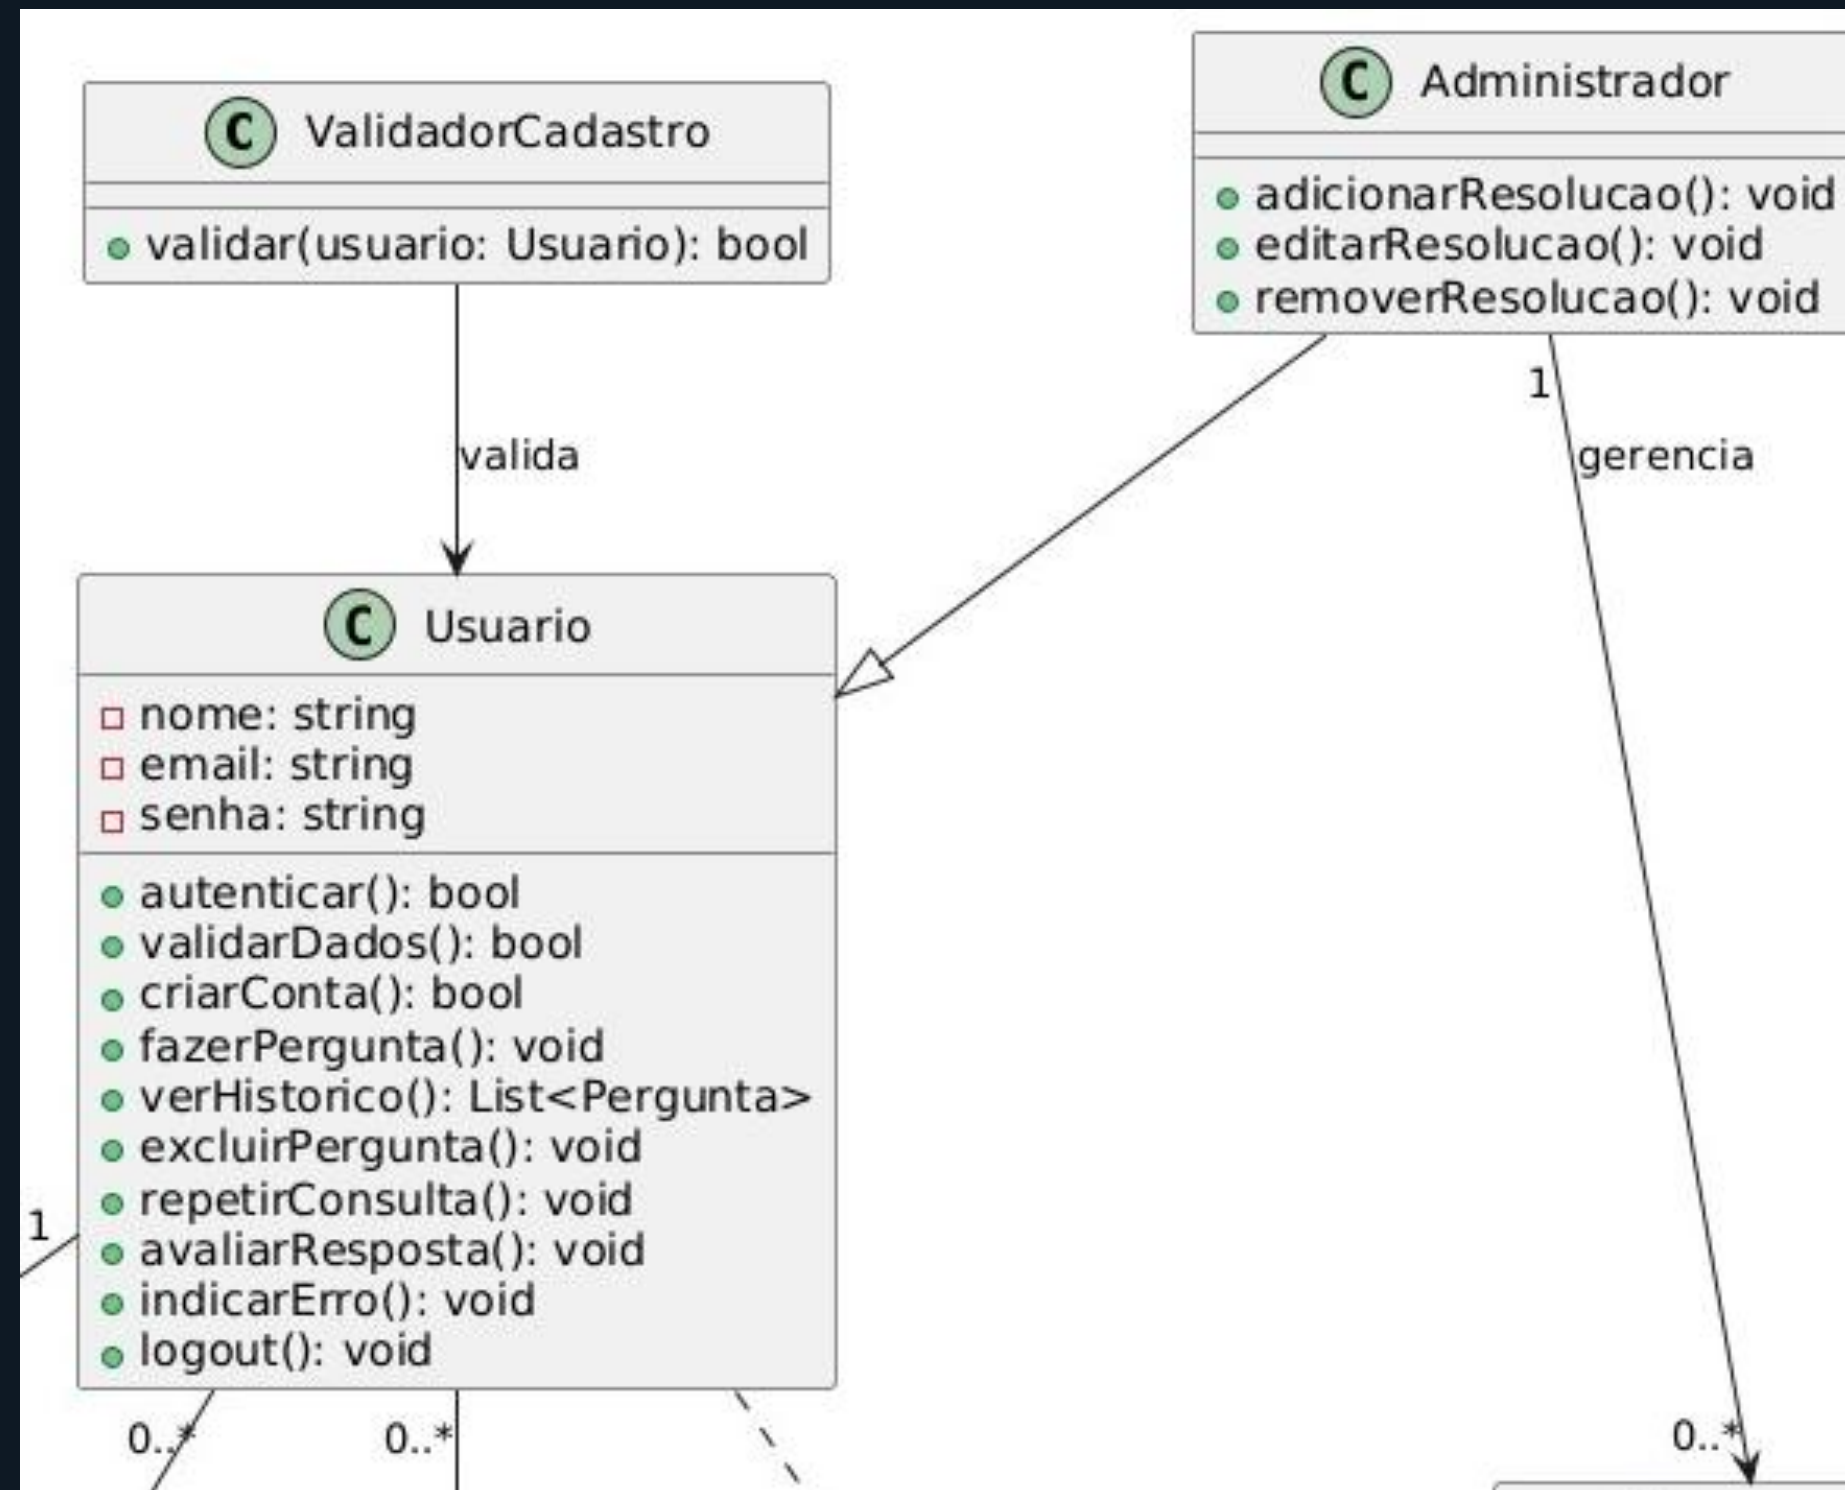 C ValidadorCadastro
validar(usuario: Usuario): bool
C Administrador
adicionarResolucao(): void
editarResolucao(): void
removerResolucao(): void
valida
1
gerencia
C Usuario
nome: string
email: string
senha: string
autenticar(): bool
validarDados(): bool
criarConta(): bool
fazerPergunta(): void
verHistorico(): List<Pergunta>
excluirPergunta(): void
repetirConsulta(): void
avaliarResposta(): void
indicarErro(): void
logout(): void
1
0..*
0..*
0..*